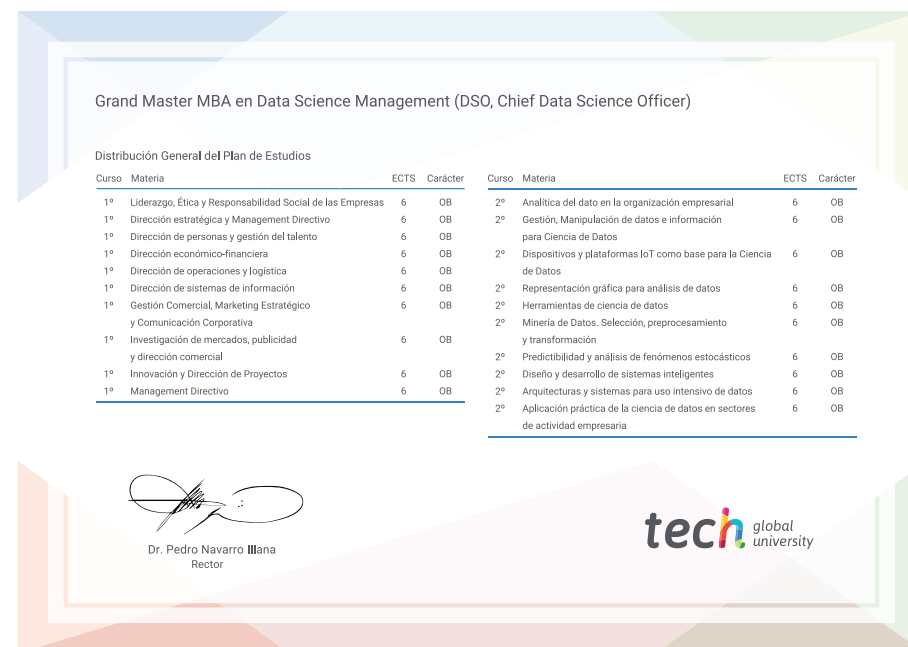 Grand Master MBA en Data Science Management (DSO, Chief Data Science Officer)
Distribución General del Plan de Estudios
Curso Materia ECTS Carácter
1º Liderazgo, Ética y Responsabilidad Social de las Empresas 6 OB
1º Dirección estratégica y Management Directivo 6 OB
1º Dirección de personas y gestión del talento 6 OB
1º Dirección económico-financiera 6 OB
1º Dirección de operaciones y logística 6 OB
1º Dirección de sistemas de información 6 OB
1º Gestión Comercial, Marketing Estratégico 6 OB
y Comunicación Corporativa
1º Investigación de mercados, publicidad 6 OB
y dirección comercial
1º Innovación y Dirección de Proyectos 6 OB
1º Management Directivo 6 OB
Curso Materia ECTS Carácter
2º Analítica del dato en la organización empresarial 6 OB
2º Gestión, Manipulación de datos e información 6 OB
para Ciencia de Datos
2º Dispositivos y plataformas IoT como base para la Ciencia 6 OB
de Datos
2º Representación gráfica para análisis de datos 6 OB
2º Herramientas de ciencia de datos 6 OB
2º Minería de Datos. Selección, preprocesamiento 6 OB
y transformación
2º Predictibilidad y análisis de fenómenos estocásticos 6 OB
2º Diseño y desarrollo de sistemas inteligentes 6 OB
2º Arquitecturas y sistemas para uso intensivo de datos 6 OB
2º Aplicación práctica de la ciencia de datos en sectores 6 OB
de actividad empresaria
Dr. Pedro Navarro Illana
Rector
tech global
university